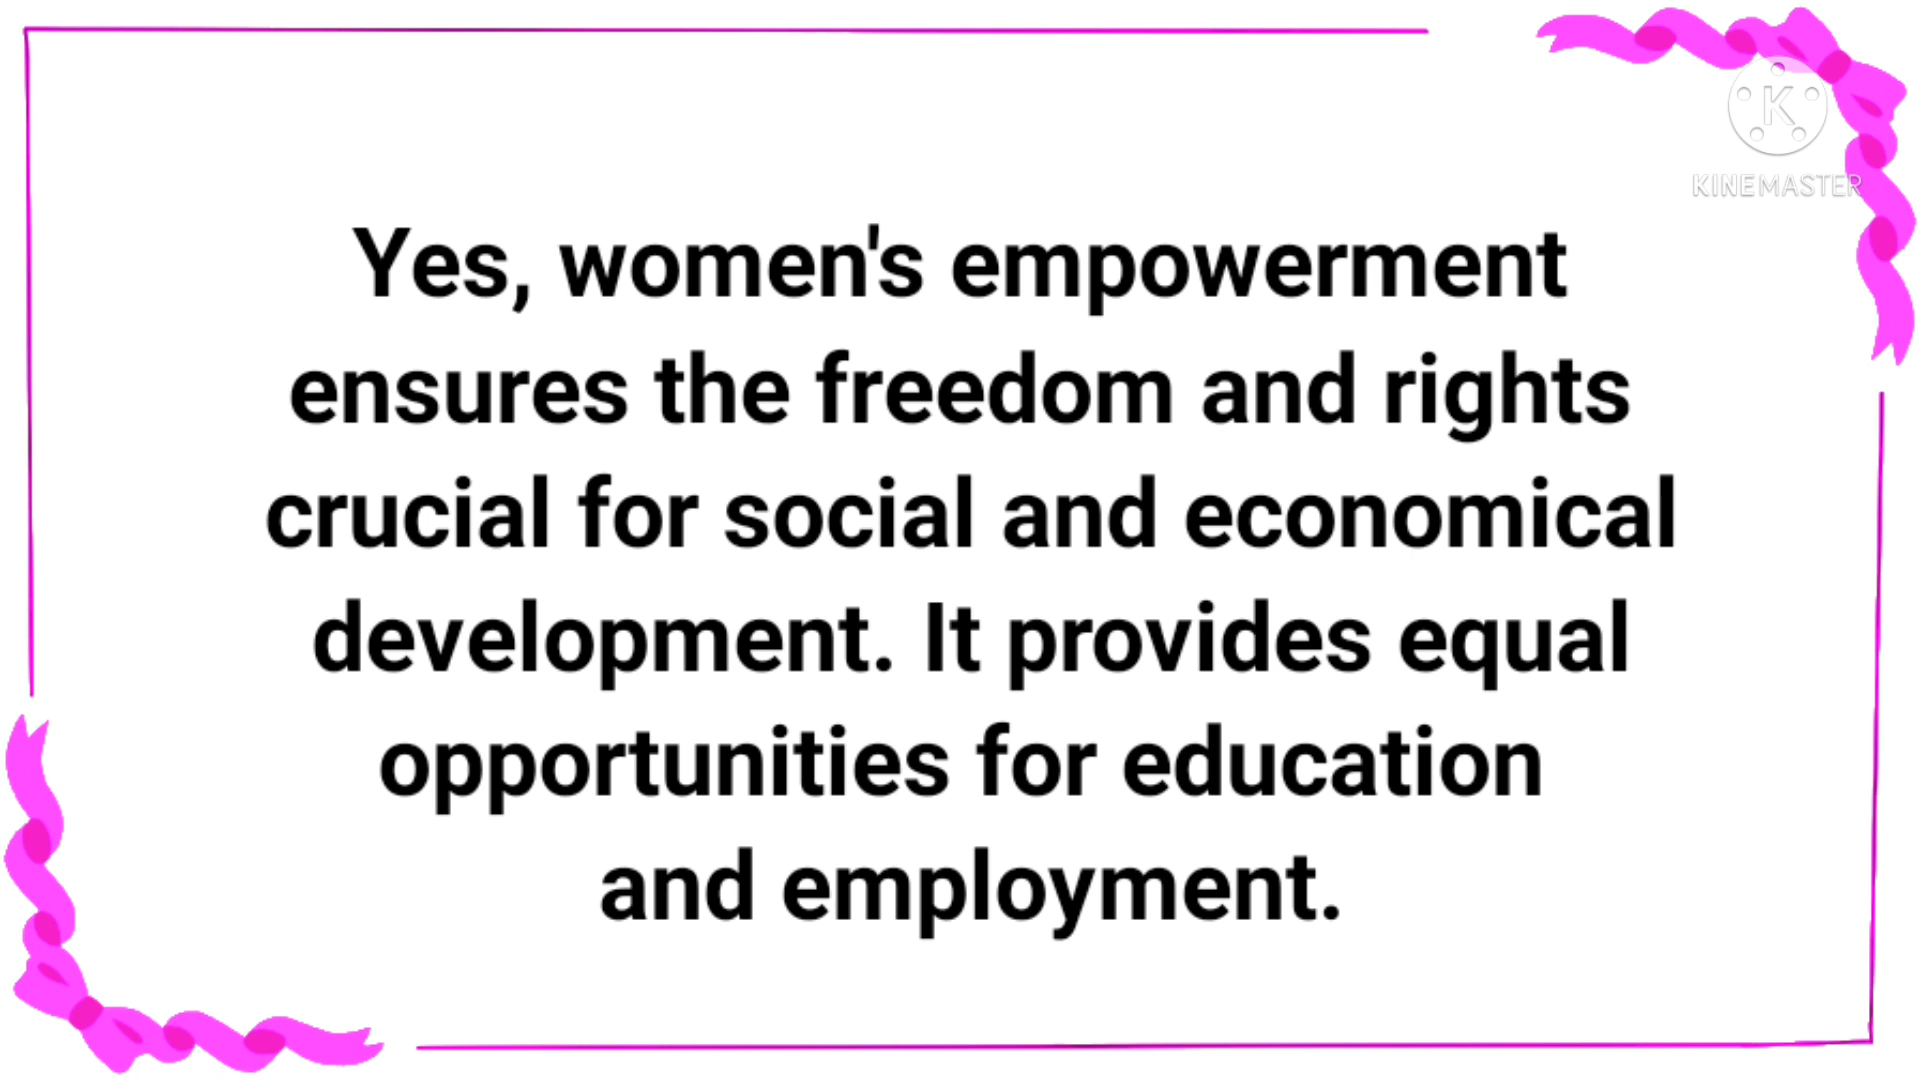 KINEMASTER
Yes, women's empowerment
ensures the freedom and rights
crucial for social and economical
development. It provides equal
opportunities for education
and employment.